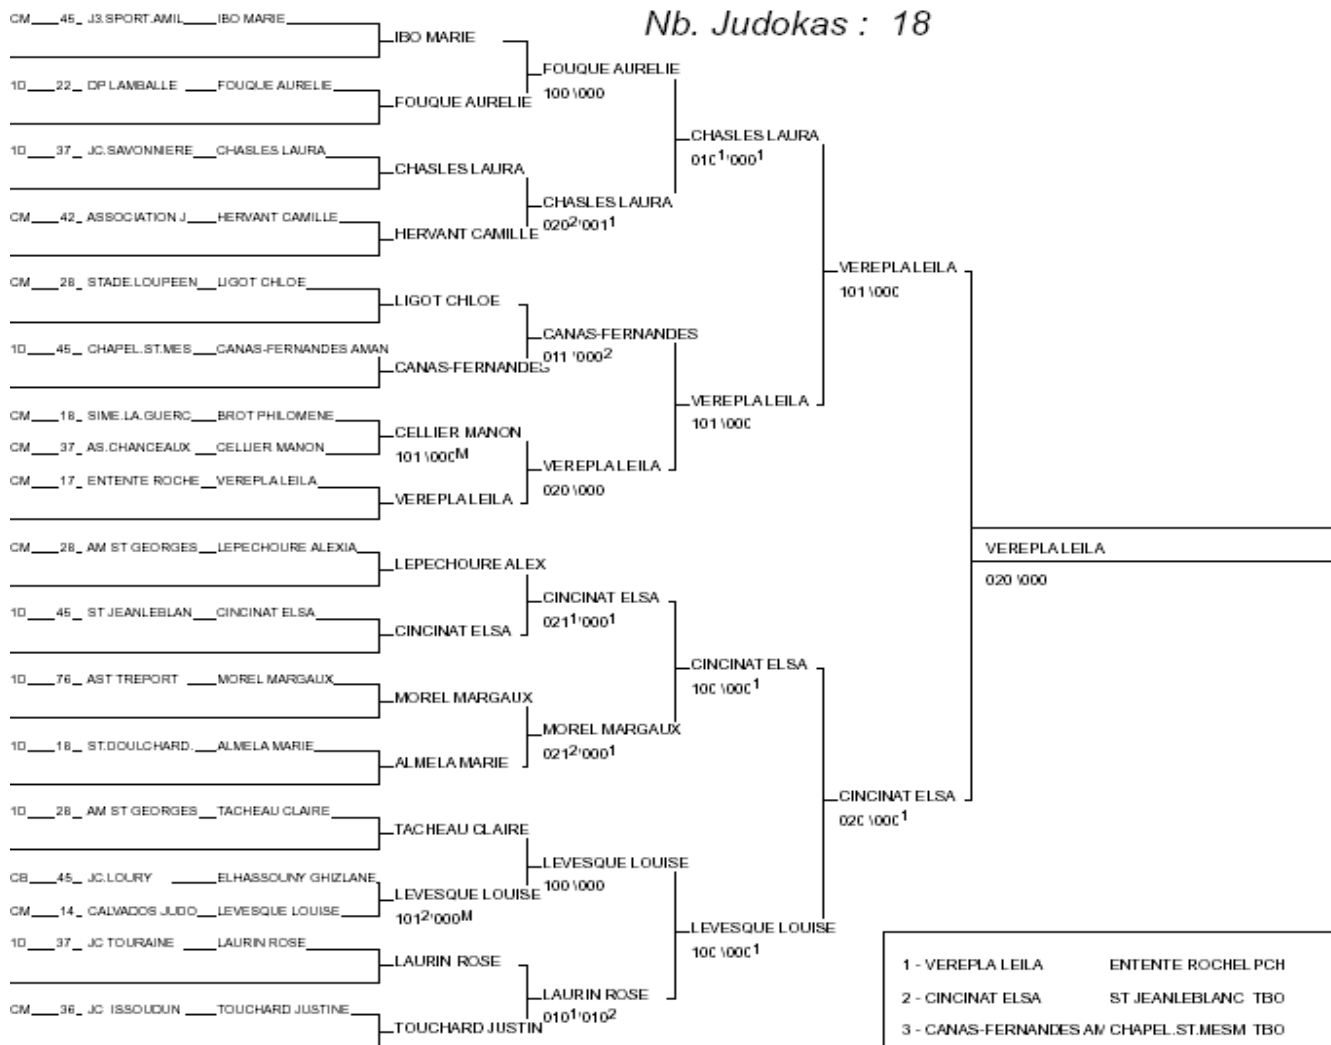 Nb. Judokas : 18
CM 45 J3.SPORT.AMIL IBO MARIE
IBO MARIE
FOUQUE AURELIE
100\000
1D 22 DP LAMBALLE FOUQUE AURELIE
FOUQUE AURELIE
CHASLES LAURA
010¹'000¹
1D 37 JC.SAVONNIERE CHASLES LAURA
CHASLES LAURA
CHASLES LAURA
020²'001¹
CM 42 ASSOCIATION J HERVANT CAMILLE
HERVANT CAMILLE
VEREPLA LEILA
101\000
CM 28 STADE.LOUPEEN LIGOT CHLOE
LIGOT CHLOE
CANAS-FERNANDES
011'000²
1D 45 CHAPEL.ST.MES CANAS-FERNANDES AMAN
CANAS-FERNANDES
VEREPLA LEILA
101\000
CM 18 SIME.LA.GUERC BROT PHILOMENE
CELLIER MANON
101\000M
CM 37 AS.CHANCEAUX CELLIER MANON
VEREPLA LEILA
020\000
CM 17 ENTENTE ROCHE VEREPLA LEILA
VEREPLA LEILA
VEREPLA LEILA
020\000
CM 28 AM ST GEORGES LEPECHOURE ALEXIA
LEPECHOURE ALEX
CINCINAT ELSA
021¹'000¹
1D 45 ST JEANLEBLAN CINCINAT ELSA
CINCINAT ELSA
CINCINAT ELSA
100\000¹
1D 76 AST TREPORT MOREL MARGAUX
MOREL MARGAUX
MOREL MARGAUX
021²'000¹
1D 18 ST.DOULCHARD. ALMELA MARIE
ALMELA MARIE
CINCINAT ELSA
020\000¹
1D 28 AM ST GEORGES TACHEAU CLAIRE
TACHEAU CLAIRE
LEVESQUE LOUISE
100\000
CB 45 JC.LOURY ELHASSOUNY GHIZLANE
LEVESQUE LOUISE
101²'000M
CM 14 CALVADOS JUDO LEVESQUE LOUISE
LEVESQUE LOUISE
100\000¹
1D 37 JC TOURAINE LAURIN ROSE
LAURIN ROSE
LAURIN ROSE
010¹'010²
CM 36 JC ISSOUDUN TOUCHARD JUSTINE
TOUCHARD JUSTIN
1 - VEREPLA LEILA ENTENTE ROCHEL PCH
2 - CINCINAT ELSA ST JEANLEBLANC TBO
3 - CANAS-FERNANDES AM CHAPEL.ST.MESM TBO